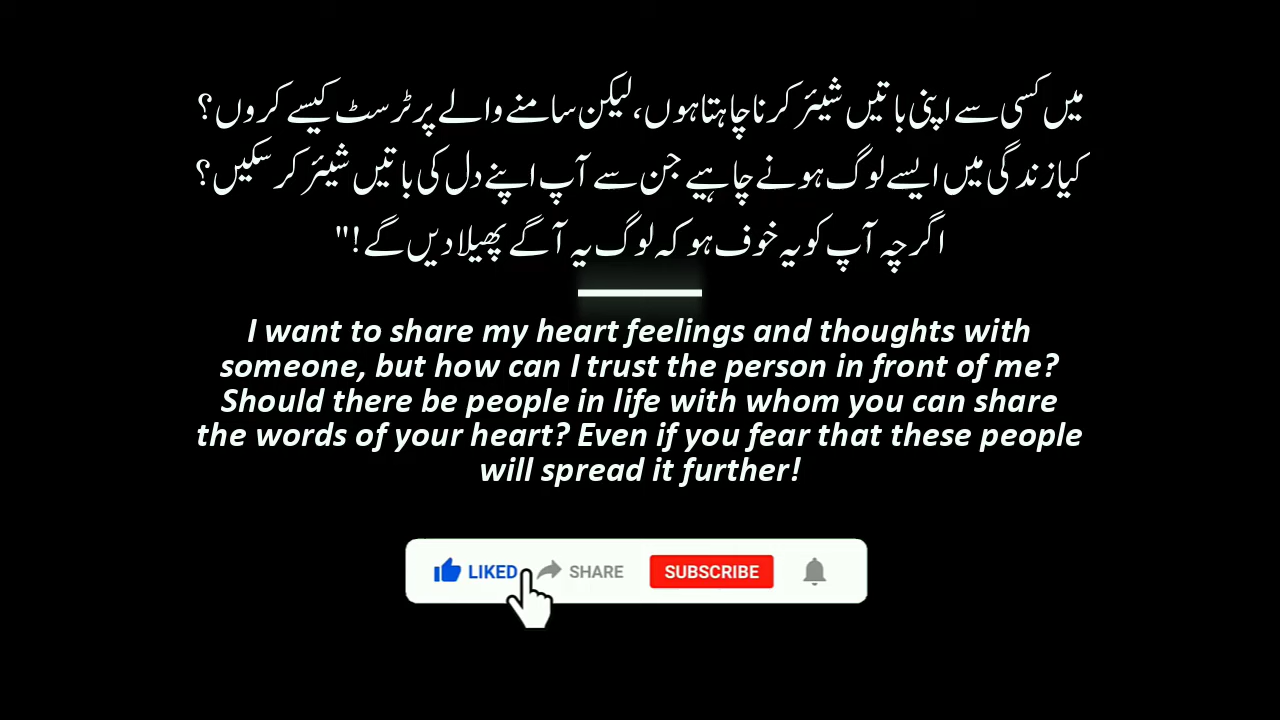 میں کسی سے اپنی باتیں شیئر کرنا چاہتا ہوں، لیکن سامنے والے پر ٹرسٹ کیسے کروں؟
کیا زندگی میں ایسے لوگ ہونے چاہیے جن سے آپ اپنے دل کی باتیں شیئر کر سکیں؟
اگرچہ آپ کو یہ خوف ہو کہ لوگ یہ آگے پھیلا دیں گے!"
I want to share my heart feelings and thoughts with
someone, but how can I trust the person in front of me?
Should there be people in life with whom you can share
the words of your heart? Even if you fear that these people
will spread it further!
LIKED SHARE SUBSCRIBE